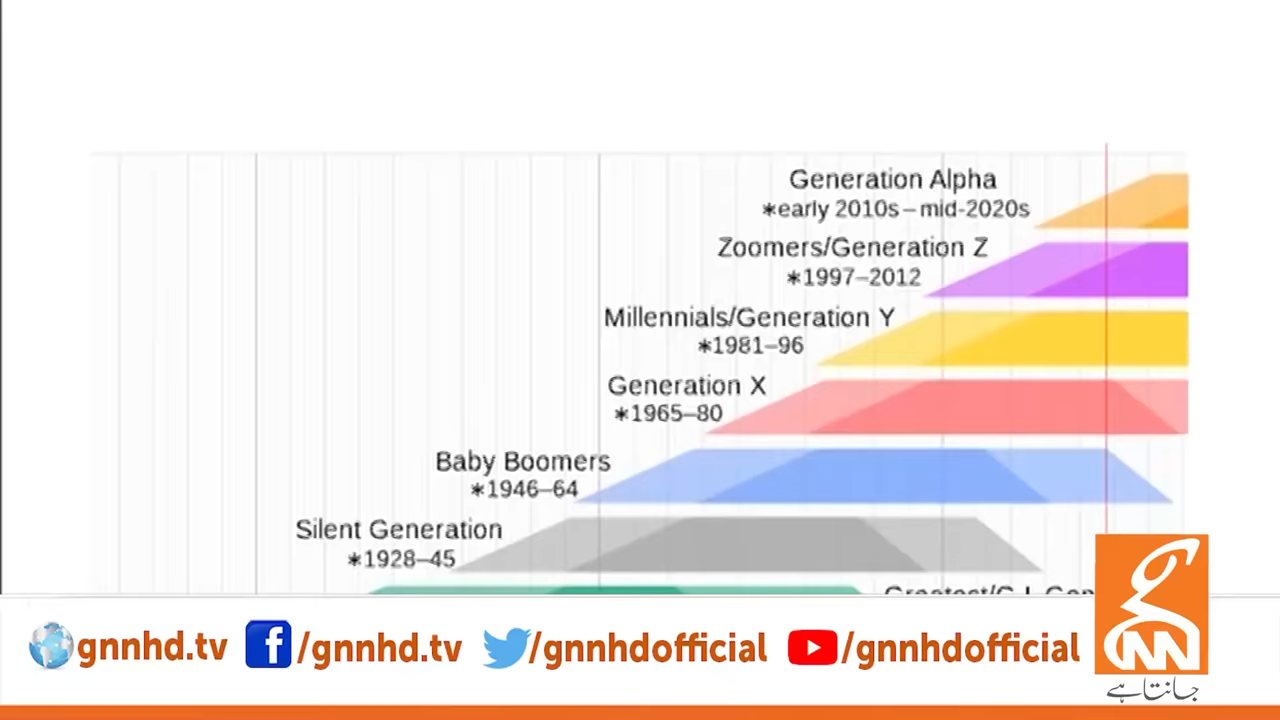 Generation Alpha
*early 2010s – mid-2020s
Zoomers/Generation Z
*1997–2012
Millennials/Generation Y
*1981–96
Generation X
*1965–80
Baby Boomers
*1946–64
Silent Generation
*1928–45
gnnhd.tv /gnnhd.tv /gnnhdofficial /gnnhdofficial
GNN
جانتا ہے